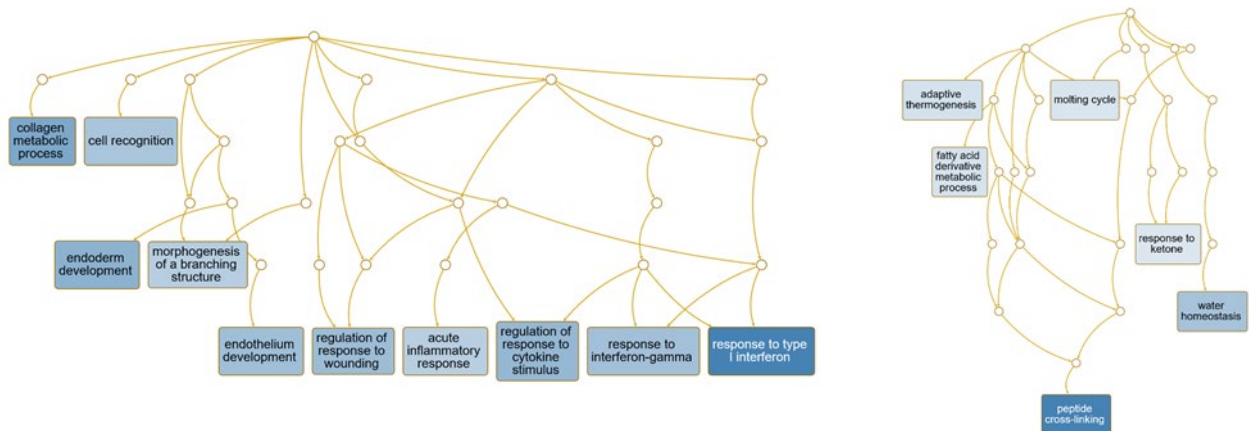 collagen
metabolic
process
cell recognition
endoderm
development
morphogenesis
of a branching
structure
endothelium
development
regulation of
response to
wounding
acute
inflammatory
response
regulation of
response to
cytokine
stimulus
response to
interferon-gamma
response to type
I interferon
adaptive
thermogenesis
molting cycle
fatty acid
derivative
metabolic
process
response to
ketone
water
homeostasis
peptide
cross-linking